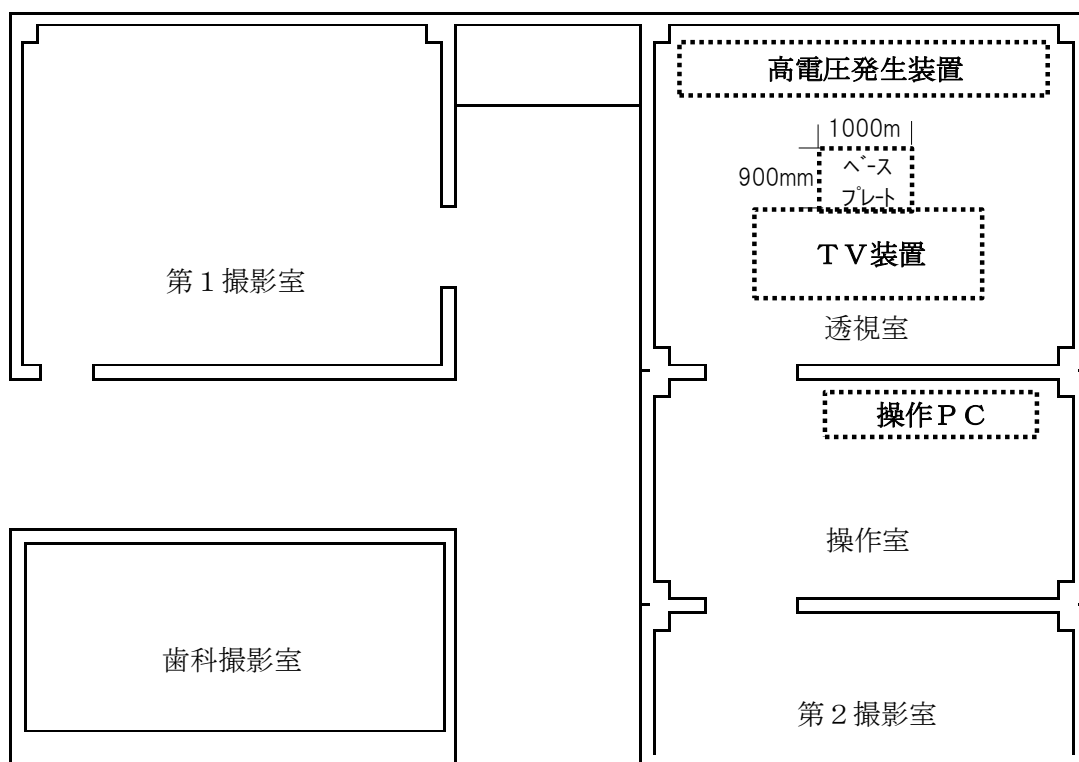 高電圧発生装置
1000m
900mm
ベース
プレート
ＴＶ装置
第１撮影室
透視室
操作ＰＣ
操作室
歯科撮影室
第２撮影室